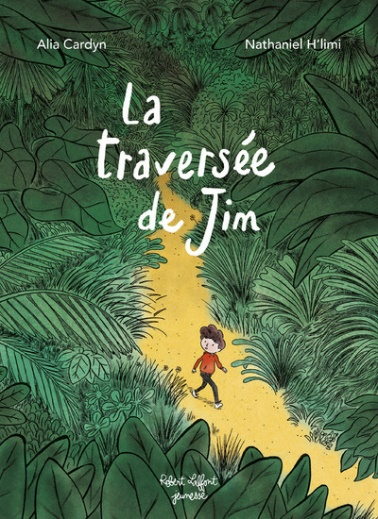 Alia Cardyn
Nathaniel H'limi
La
traversée
de Jim
Robert Laffont
jeunesse